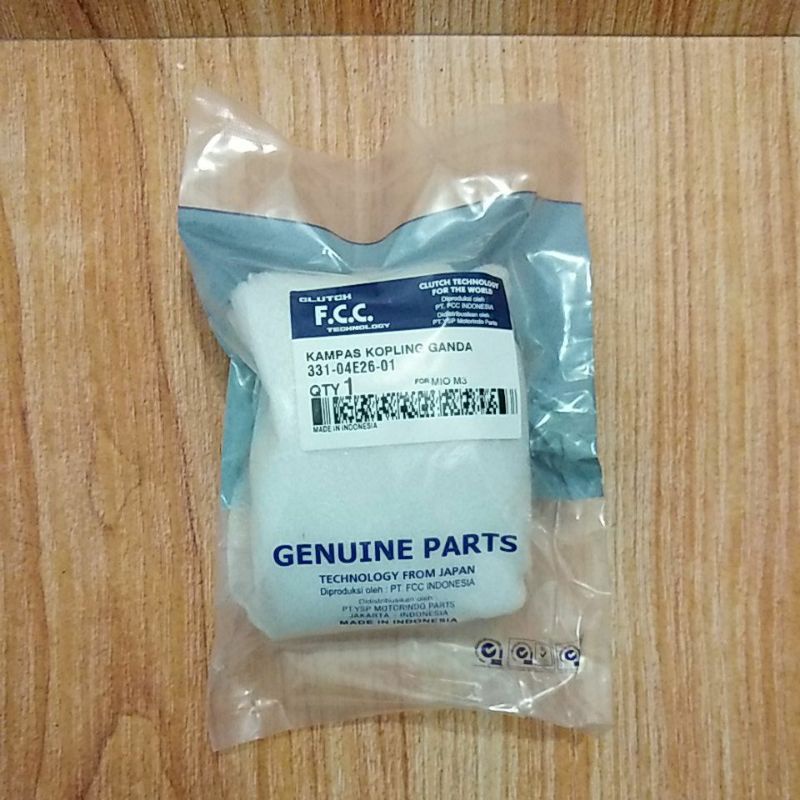 CLUTCH
F.C.C.
TECHNOLOGY
CLUTCH TECHNOLOGY
FOR THE WORLD
Diproduksi oleh :
PT. FCC INDONESIA
Didistribusikan oleh :
PT.YSP Motorindo Parts
KAMPAS KOPLING GANDA
331-04E26-01
QTY 1 FOR MIO M3
MADE IN INDONESIA
GENUINE PARTS
TECHNOLOGY FROM JAPAN
Diproduksi oleh : PT. FCC INDONESIA
Didistribusikan oleh :
PT.YSP MOTORINDO PARTS
JAKARTA - INDONESIA
MADE IN INDONESIA